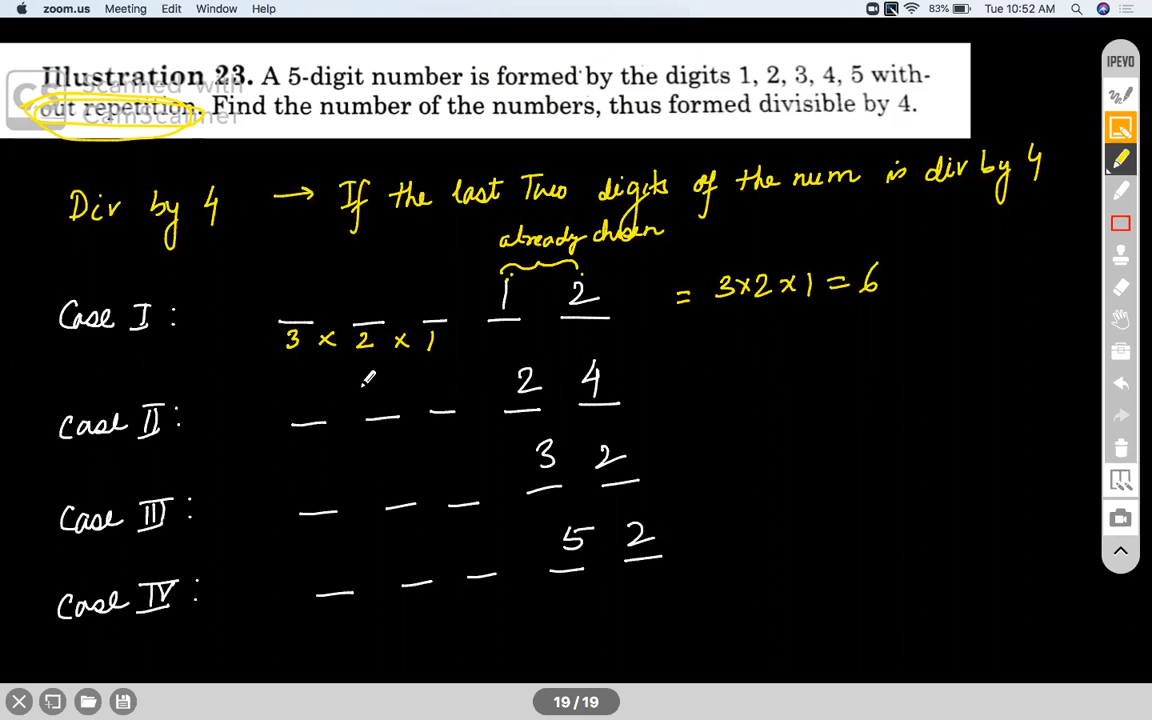 zoom.us Meeting Edit Window Help 83% Tue 10:52 AM
IPEVO
Illustration 23. A 5-digit number is formed by the digits 1, 2, 3, 4, 5 with-
out repetition. Find the number of the numbers, thus formed divisible by 4.
CS Scanned with
CamScanner
Div by 4 → If the last Two digits of the num is div by 4
already chosen
Case I : _ _ _ 1 2 = 3×2×1 = 6
3 × 2 × 1
Case II : _ _ _ 2 4
Case III : _ _ _ 3 2
Case IV : _ _ _ 5 2
19 / 19